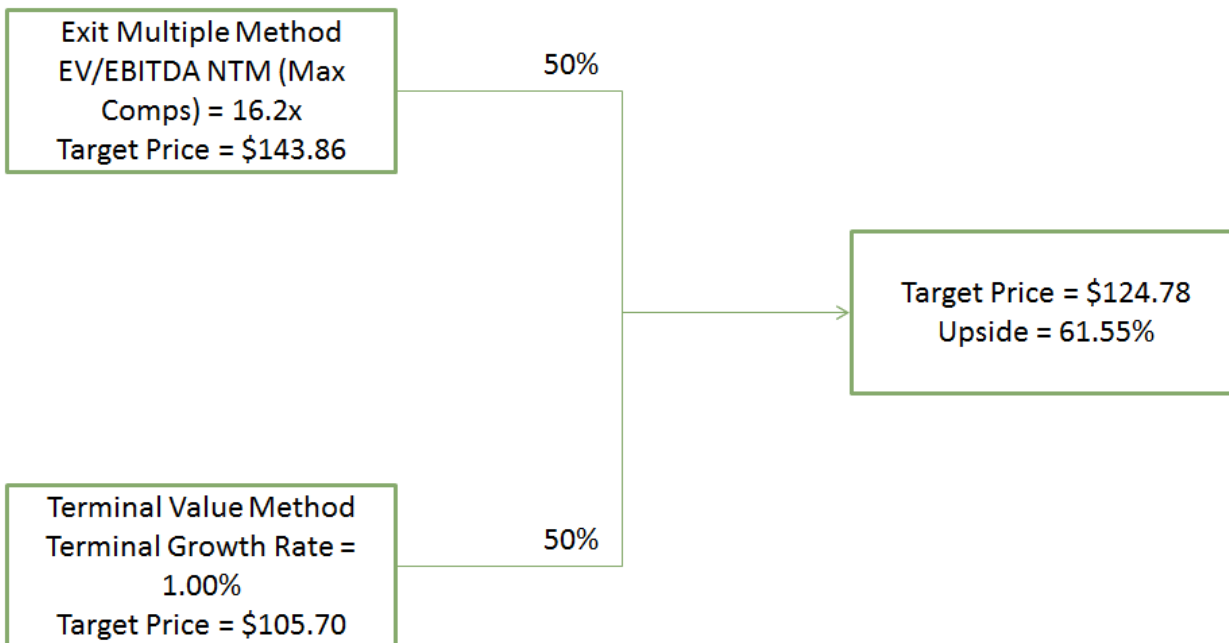 Exit Multiple Method
EV/EBITDA NTM (Max
Comps) = 16.2x
Target Price = $143.86
50%
Target Price = $124.78
Upside = 61.55%
Terminal Value Method
Terminal Growth Rate =
1.00%
Target Price = $105.70
50%